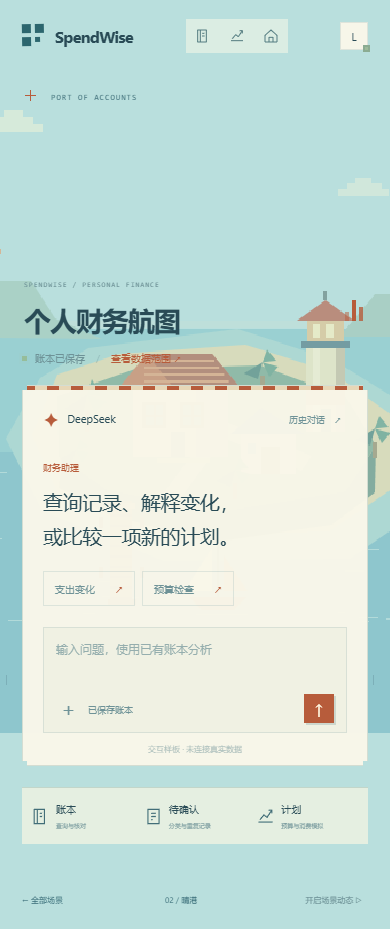 SpendWise
L
PORT OF ACCOUNTS
SPENDWISE / PERSONAL FINANCE
个人财务航图
账本已保存 / 查看数据范围 ↗
DeepSeek
历史对话 ↗
财务助理
查询记录、解释变化，
或比较一项新的计划。
支出变化 ↗
预算检查 ↗
输入问题，使用已有账本分析
+ 已保存账本
↑
交互样板 · 未连接真实数据
账本
查询与核对
待确认
分类与重复记录
计划
预算与消费模拟
← 全部场景
02 / 晴港
开启场景动态 ▷